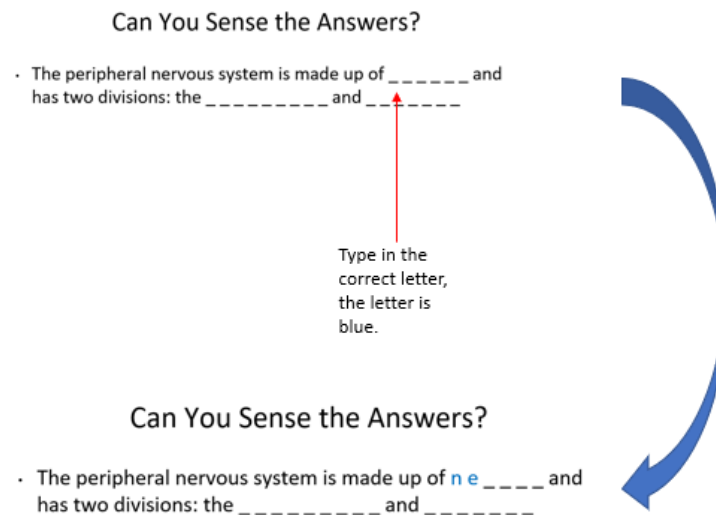 Can You Sense the Answers?
· The peripheral nervous system is made up of _ _ _ _ _ _ and
has two divisions: the _ _ _ _ _ _ _ _ _ and _ _ _ _ _ _ _
Type in the
correct letter,
the letter is
blue.
Can You Sense the Answers?
· The peripheral nervous system is made up of n e _ _ _ _ and
has two divisions: the _ _ _ _ _ _ _ _ _ and _ _ _ _ _ _ _